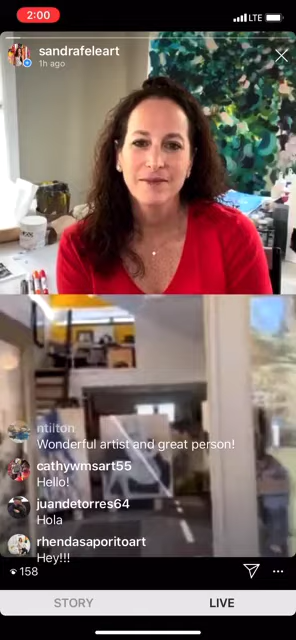 2:00
LTE
sandrafeleart
1h ago
ntilton
Wonderful artist and great person!
cathywmsart55
Hello!
juandetorres64
Hola
rhendasaporitoart
Hey!!!
158
STORY
LIVE